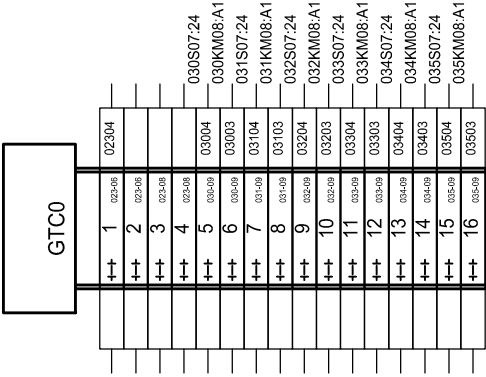 GTC0
1 023-06 02304
2 023-06
3 023-08
4 023-08
5 030-09 03004 030S07:24
6 030-09 03003 030KM08:A1
7 031-09 03104 031S07:24
8 031-09 03103 031KM08:A1
9 032-09 03204 032S07:24
10 032-09 03203 032KM08:A1
11 033-09 03304 033S07:24
12 033-09 03303 033KM08:A1
13 034-09 03404 034S07:24
14 034-09 03403 034KM08:A1
15 035-09 03504 035S07:24
16 035-09 03503 035KM08:A1